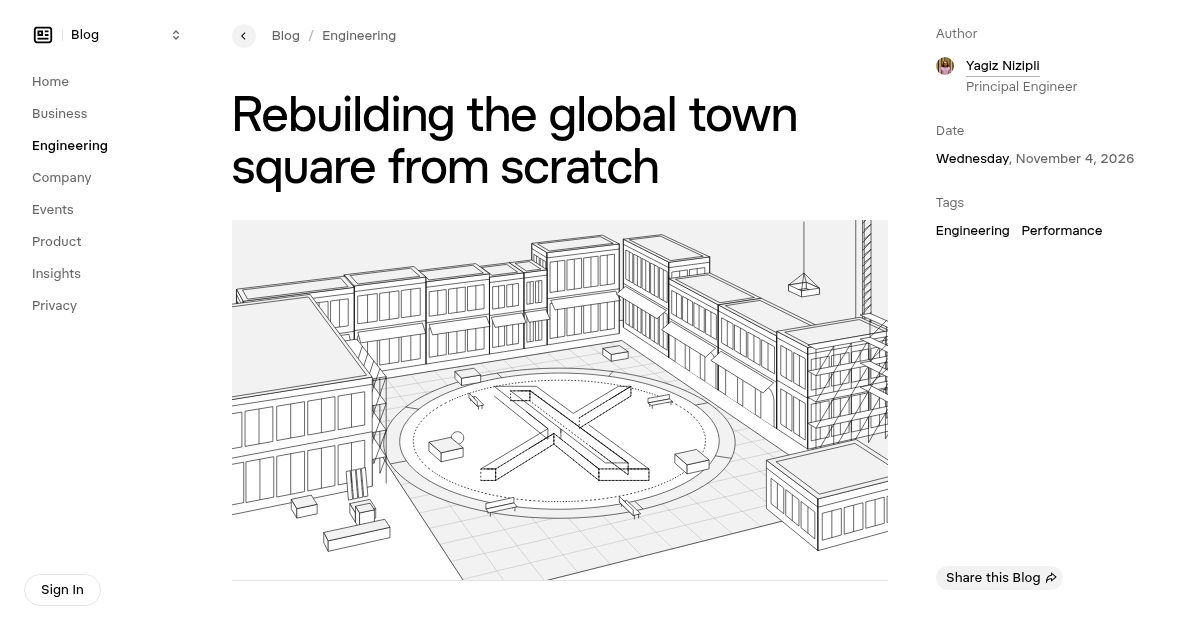 Blog
Home
Business
Engineering
Company
Events
Product
Insights
Privacy
Sign In
Blog / Engineering
Rebuilding the global town
square from scratch
Author
Yagiz Nizipli
Principal Engineer
Date
Wednesday, November 4, 2026
Tags
Engineering Performance
Share this Blog